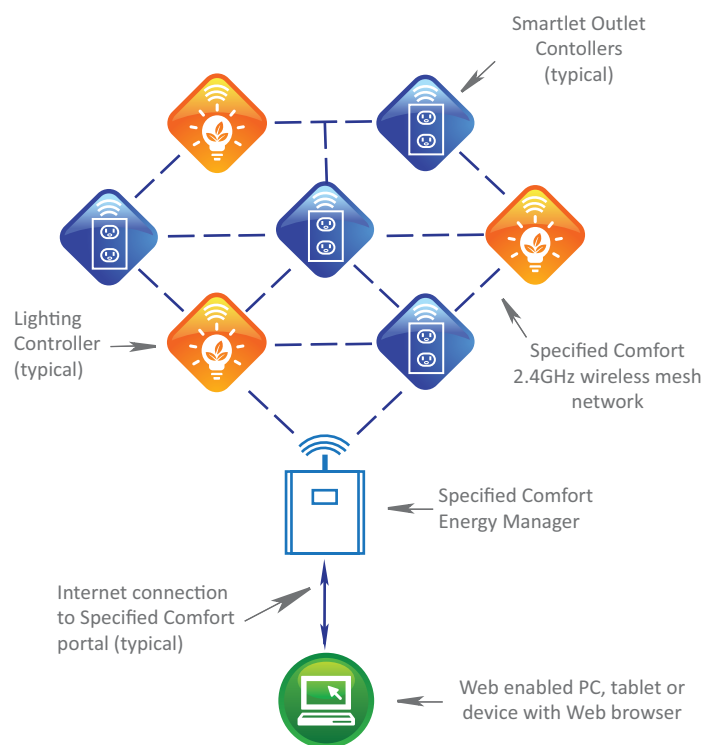 Smartlet Outlet
Contollers
(typical)
Lighting
Controller
(typical)
Specified Comfort
2.4GHz wireless mesh
network
Specified Comfort
Energy Manager
Internet connection
to Specified Comfort
portal (typical)
Web enabled PC, tablet or
device with Web browser